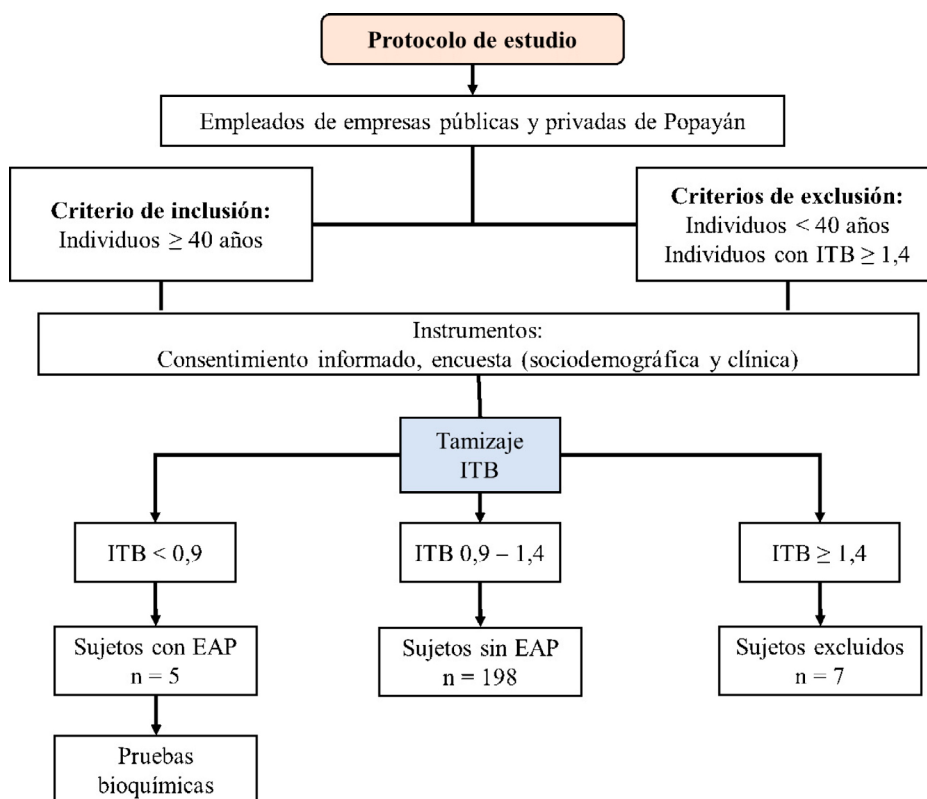 Protocolo de estudio
Empleados de empresas públicas y privadas de Popayán
Criterio de inclusión:
Individuos ≥ 40 años
Criterios de exclusión:
Individuos < 40 años
Individuos con ITB ≥ 1,4
Instrumentos:
Consentimiento informado, encuesta (sociodemográfica y clínica)
Tamizaje
ITB
ITB < 0,9
ITB 0,9 – 1,4
ITB ≥ 1,4
Sujetos con EAP
n = 5
Sujetos sin EAP
n = 198
Sujetos excluidos
n = 7
Pruebas
bioquímicas